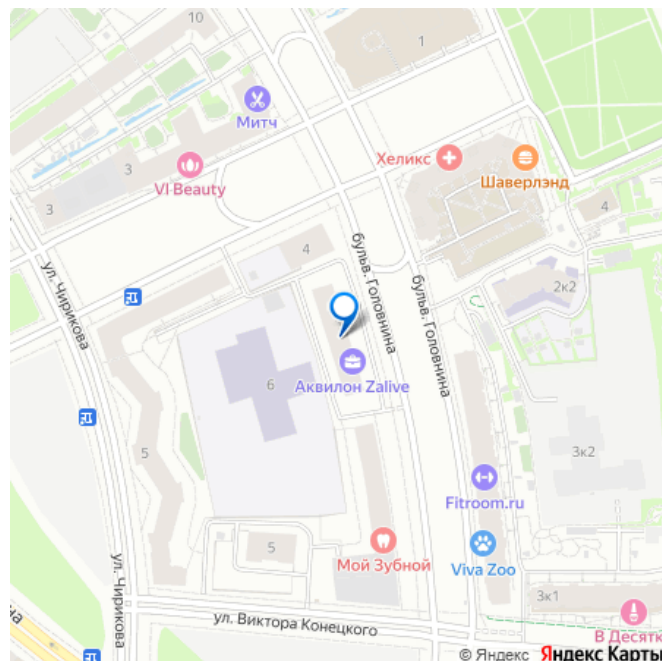 10
1
Митч
3
VI Beauty
3
Хеликс
Шаверлэнд
4
4
ул. Чирикова
бульв. Головнина
бульв. Головнина
2к2
6
Аквилон Zalive
5
3к2
Fitroom.ru
5
Мой Зубной
Viva Zoo
ул. Чирикова
3к1
ул. Виктора Конецкого
В Десятк
на
© Яндекс Яндекс Карты